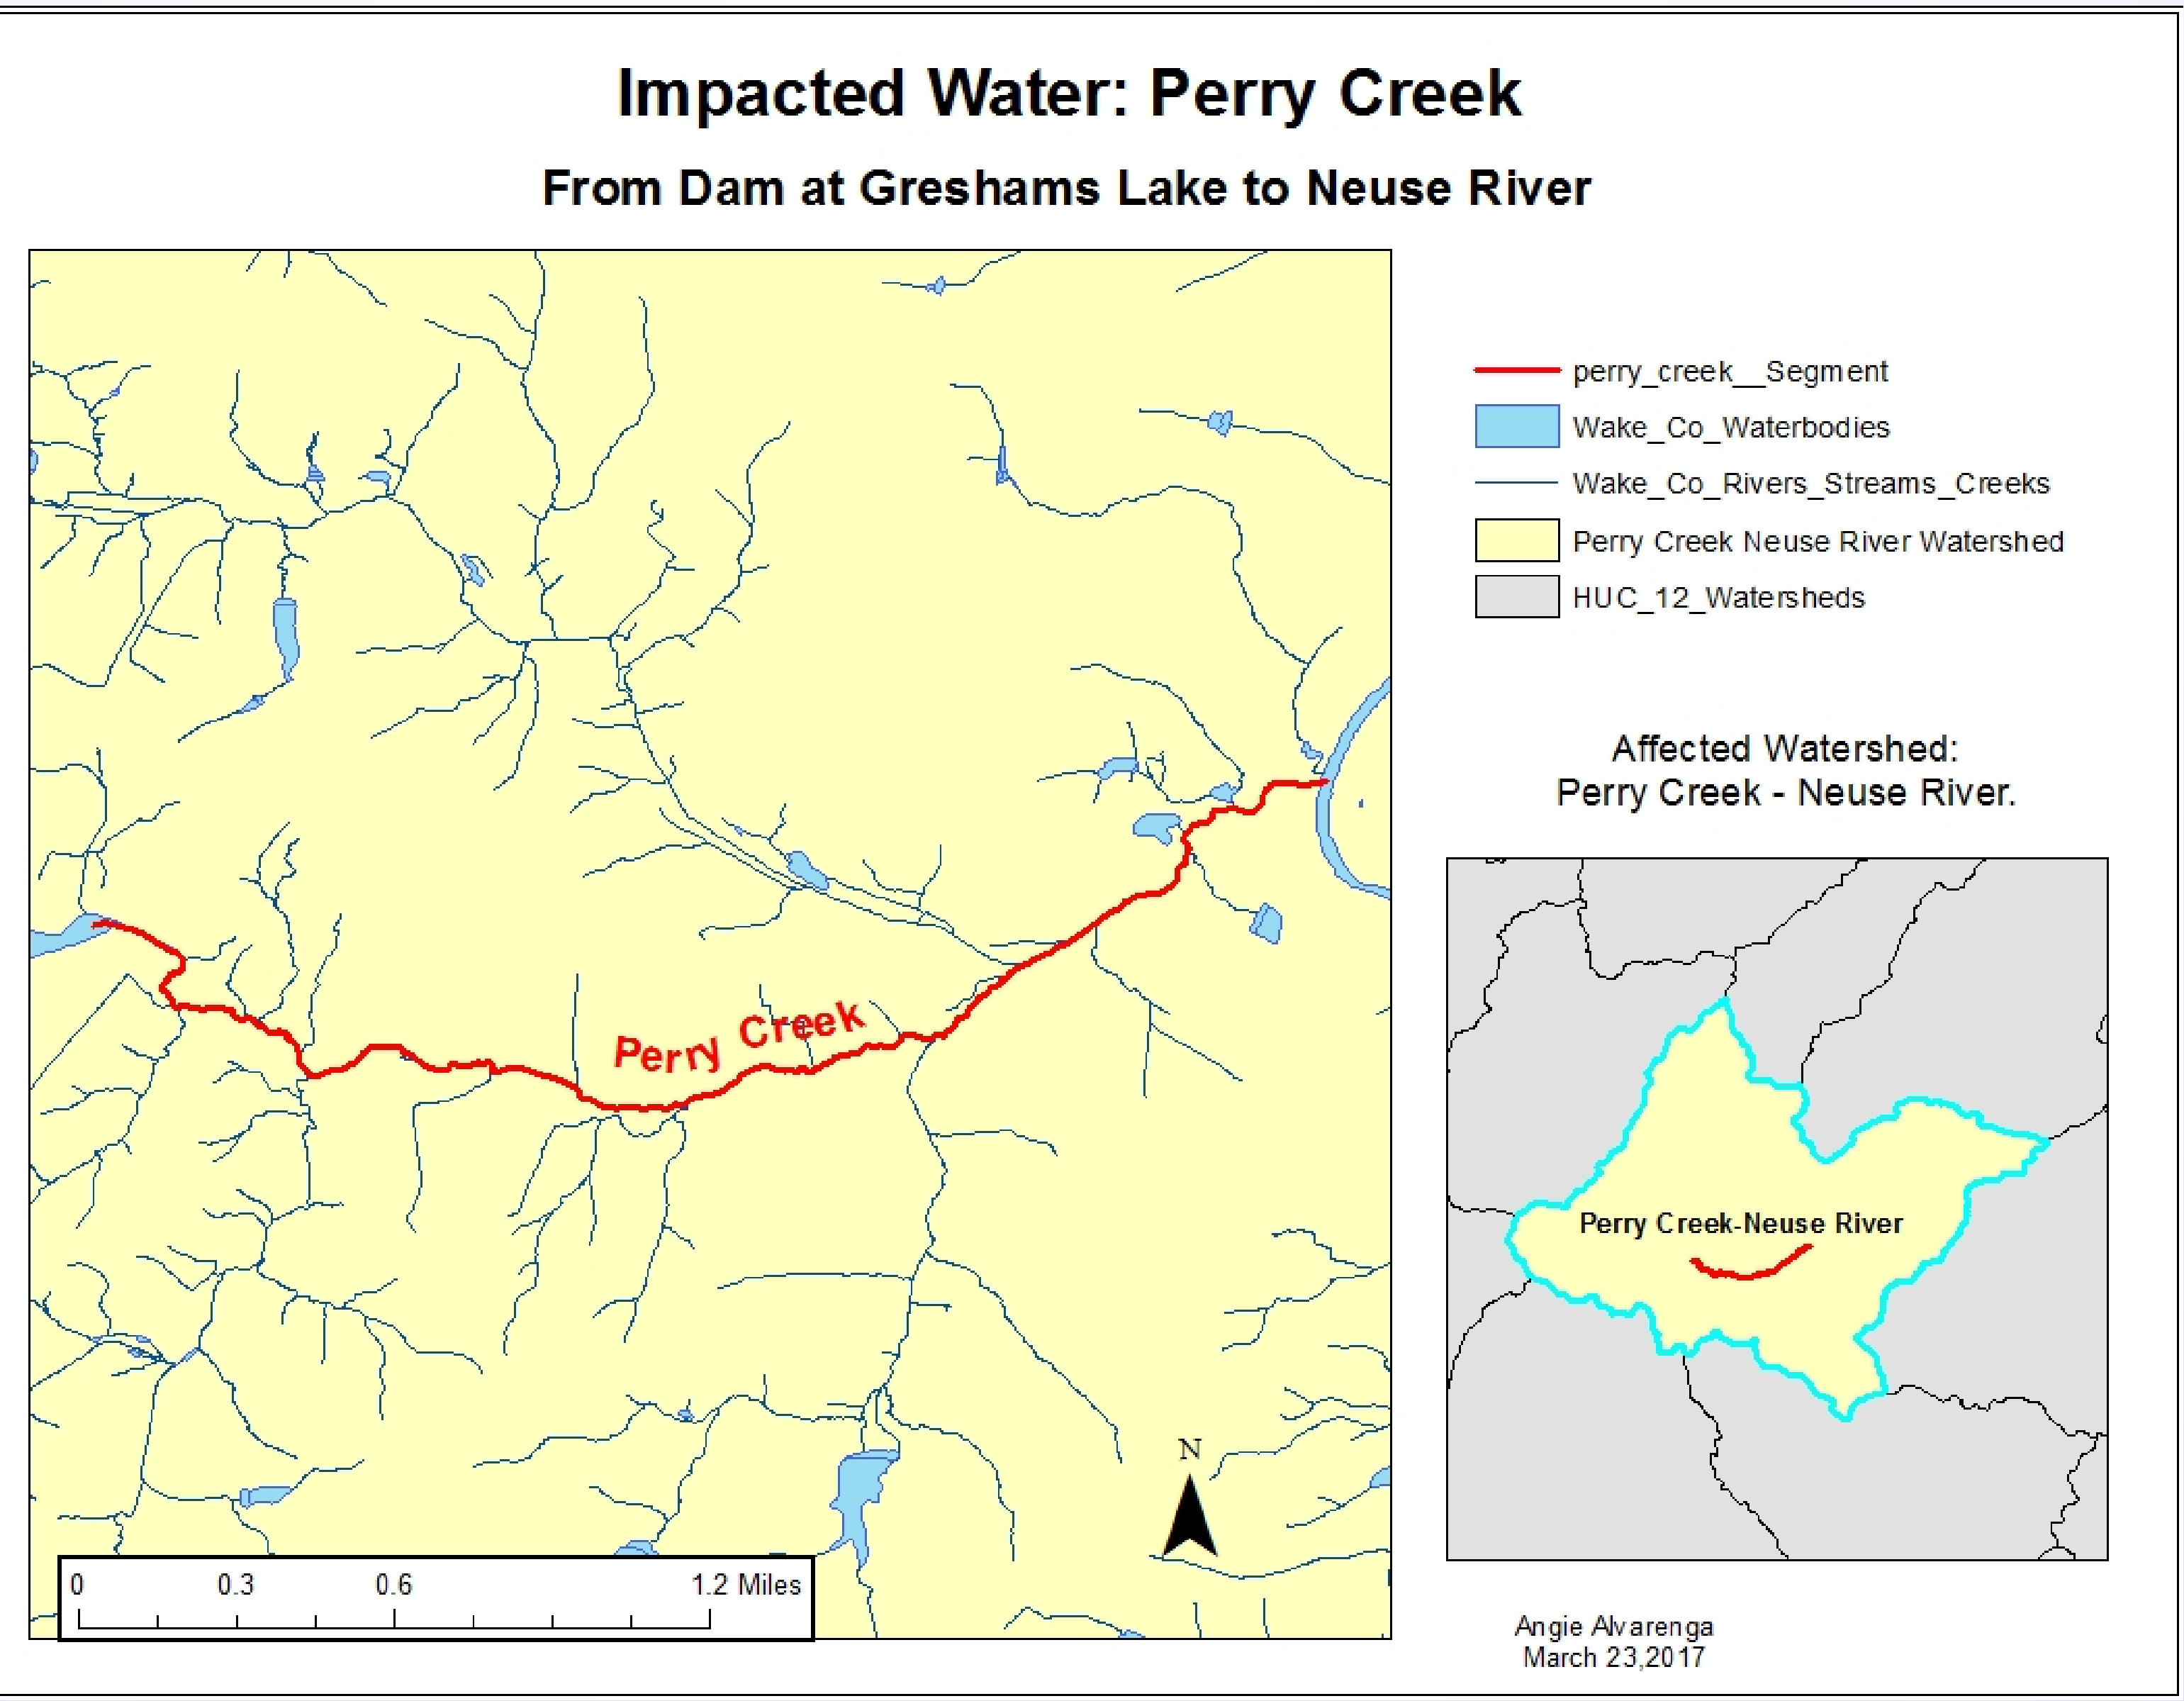 Impacted Water: Perry Creek
From Dam at Greshams Lake to Neuse River
perry_creek__Segment
Wake_Co_Waterbodies
Wake_Co_Rivers_Streams_Creeks
Perry Creek Neuse River Watershed
HUC_12_Watersheds
Affected Watershed:
Perry Creek - Neuse River.
Perry Creek
Perry Creek-Neuse River
N
0 0.3 0.6 1.2 Miles
Angie Alvarenga
March 23,2017